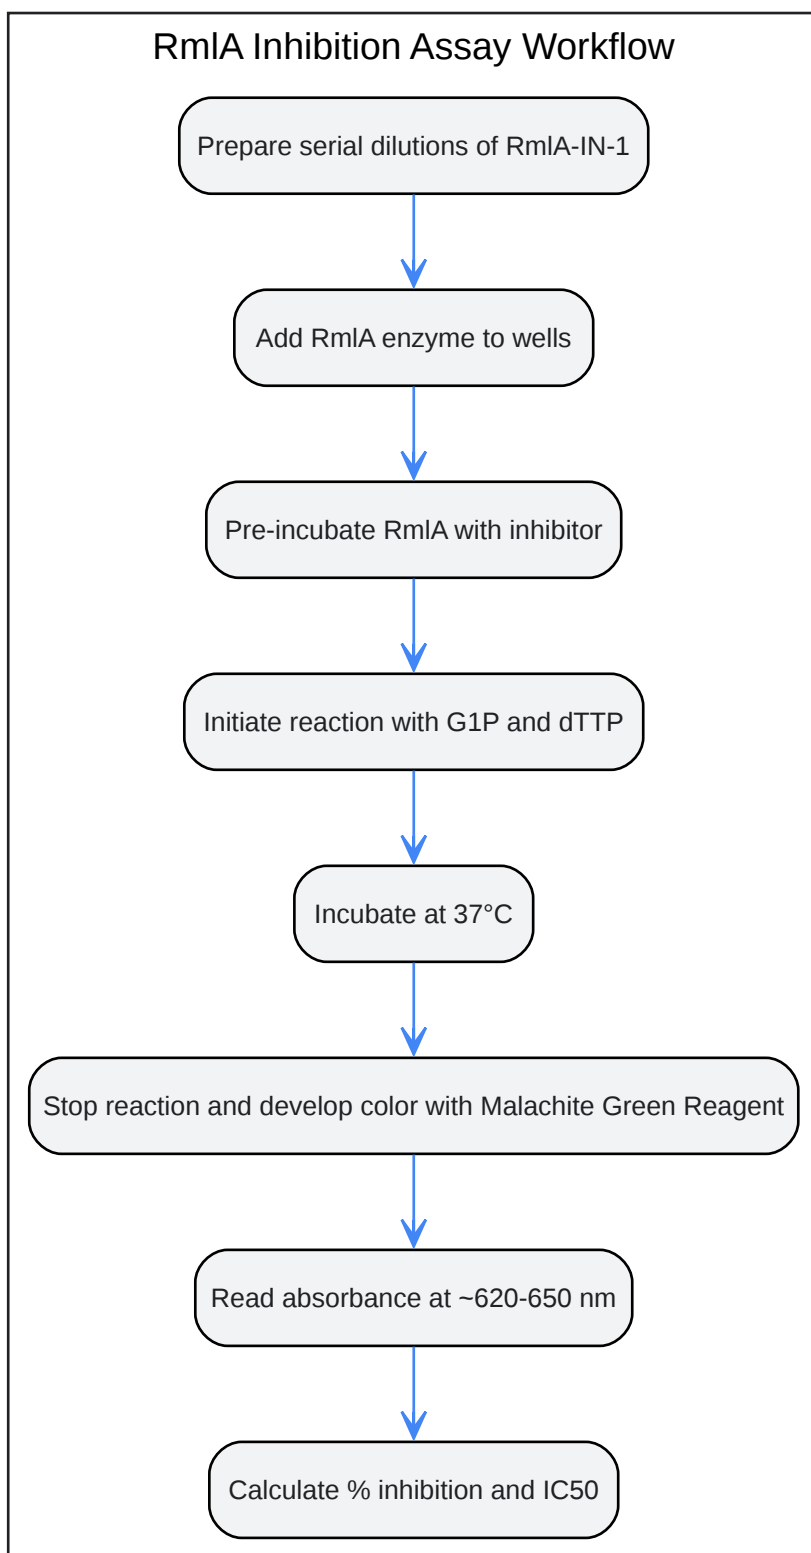 RmlA Inhibition Assay Workflow
Prepare serial dilutions of RmlA-IN-1
Add RmlA enzyme to wells
Pre-incubate RmlA with inhibitor
Initiate reaction with G1P and dTTP
Incubate at 37°C
Stop reaction and develop color with Malachite Green Reagent
Read absorbance at ~620-650 nm
Calculate % inhibition and IC50